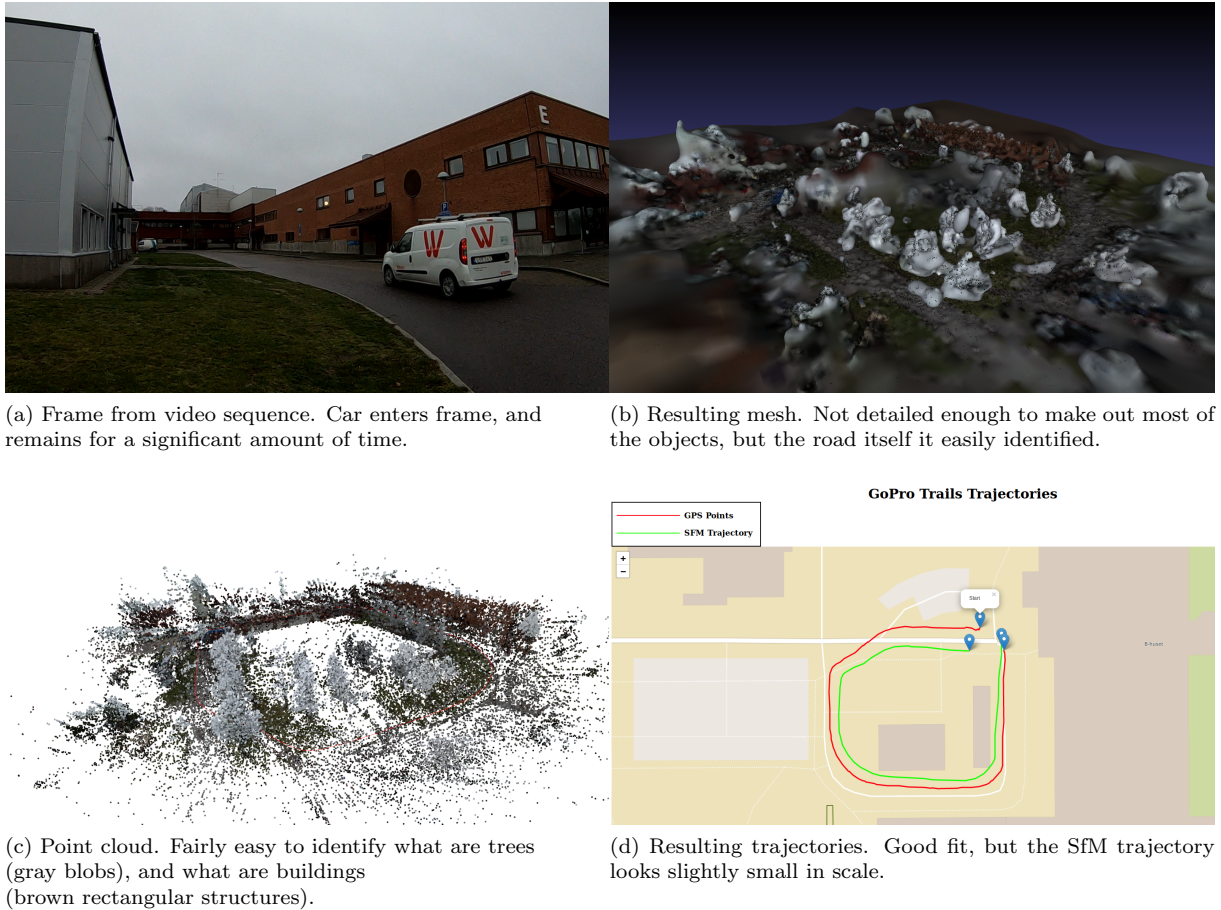 E
W W
(a) Frame from video sequence. Car enters frame, and
remains for a significant amount of time.
(b) Resulting mesh. Not detailed enough to make out most of
the objects, but the road itself it easily identified.
GoPro Trails Trajectories
GPS Points
SFM Trajectory
+
−
Start
×
(c) Point cloud. Fairly easy to identify what are trees
(gray blobs), and what are buildings
(brown rectangular structures).
(d) Resulting trajectories. Good fit, but the SfM trajectory
looks slightly small in scale.